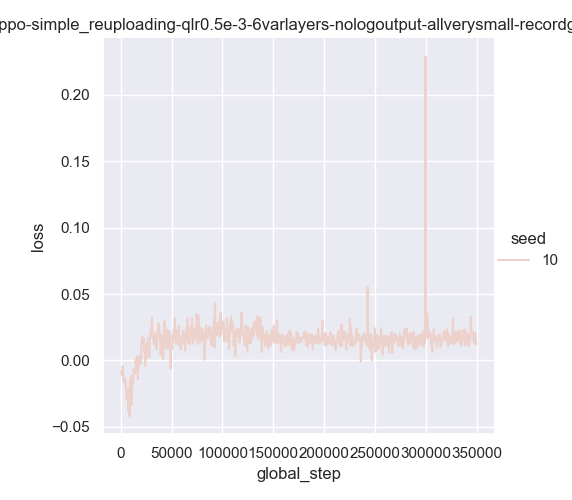 ppo-simple_reuploading-qlr0.5e-3-6varlayers-nologoutput-allverysmall-recordg
0.20
0.15
0.10
0.05
0.00
−0.05
loss
0 50000 100000 150000 200000 250000 300000 350000
global_step
seed
10